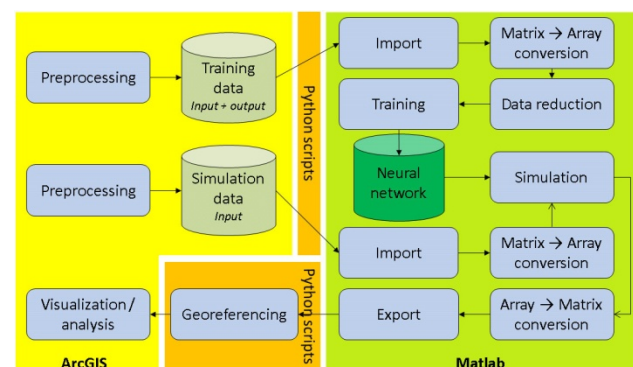 Preprocessing
Training
data
Input + output
Import
Matrix → Array
conversion
Training
Data reduction
Python scripts
Preprocessing
Simulation
data
Input
Neural
network
Simulation
Import
Matrix → Array
conversion
Visualization /
analysis
Georeferencing
Python scripts
Export
Array → Matrix
conversion
ArcGIS
Matlab